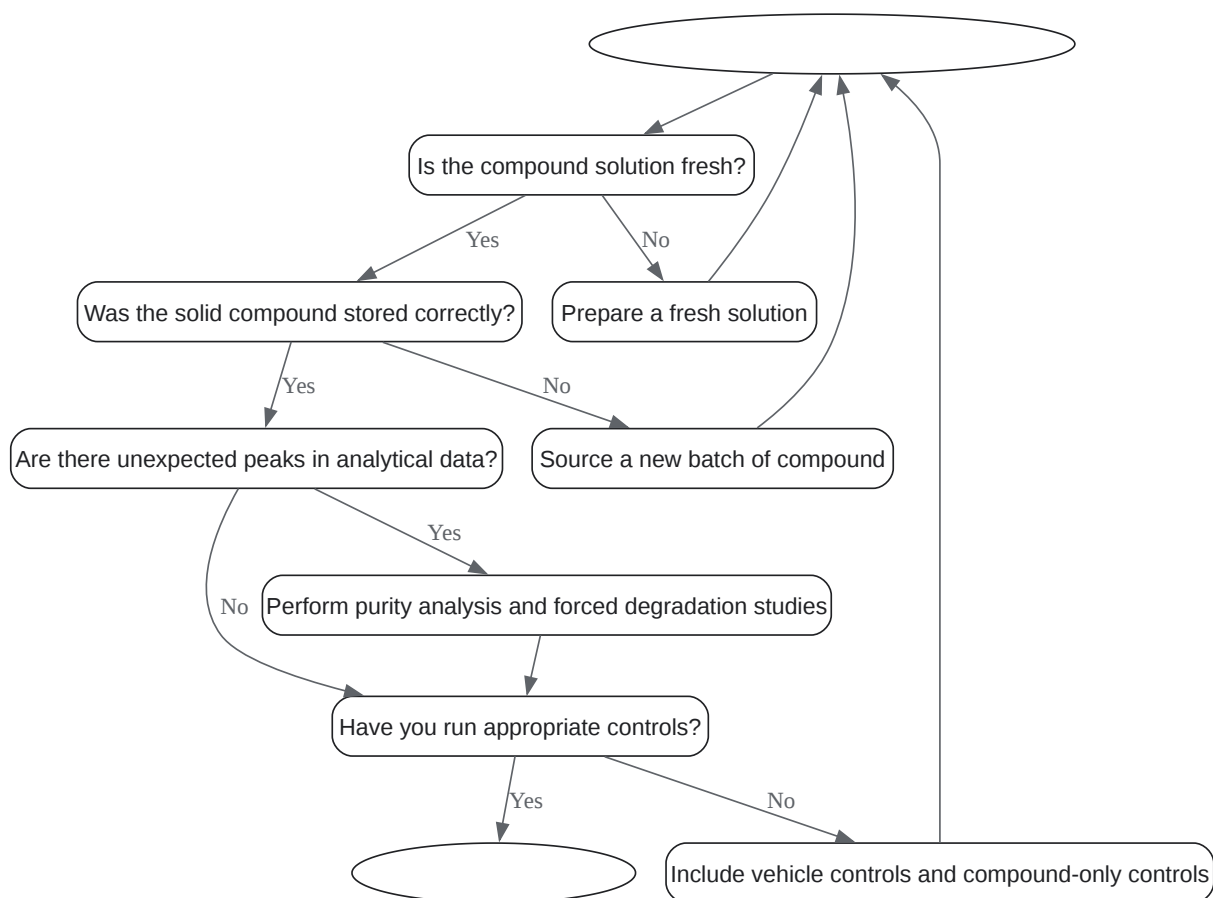 Is the compound solution fresh?
Yes
No
Was the solid compound stored correctly?
Prepare a fresh solution
Yes
No
Are there unexpected peaks in analytical data?
Source a new batch of compound
Yes
No
Perform purity analysis and forced degradation studies
Have you run appropriate controls?
Yes
No
Include vehicle controls and compound-only controls